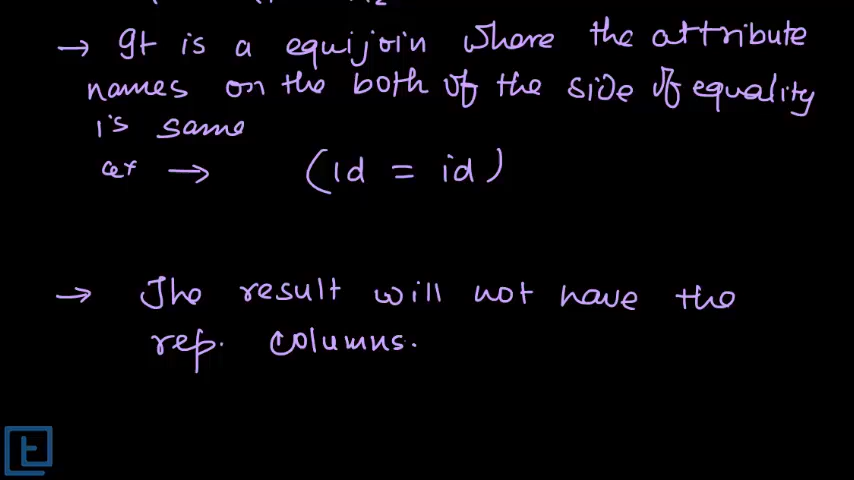 → It is a equijoin where the attribute
names on the both of the side of equality
is same
ex → (id = id)
→ The result will not have the
rep. columns.